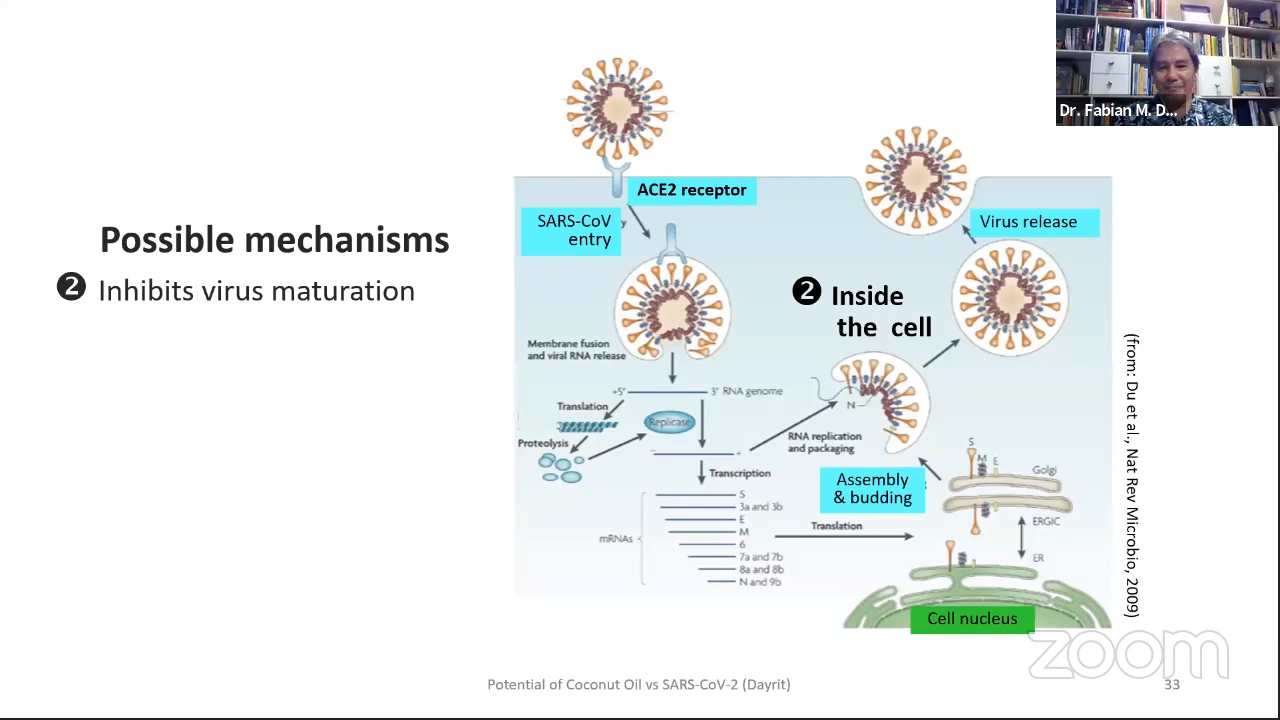 Dr. Fabian M. D...
ACE2 receptor
SARS-CoV
entry
Virus release
Possible mechanisms
❷ Inhibits virus maturation
❷ Inside
the cell
Membrane fusion
and viral RNA release
+5'
3' RNA genome
Translation
Replicase
Proteolysis
N
RNA replication
and packaging
−
+
Transcription
S
M
E
Golgi
Assembly
& budding
mRNAs
S
3a and 3b
E
M
6
7a and 7b
8a and 8b
N and 9b
Translation
ERGIC
ER
Cell nucleus
(from: Du et al., Nat Rev Microbio, 2009)
zoom
Potential of Coconut Oil vs SARS-CoV-2 (Dayrit)
33